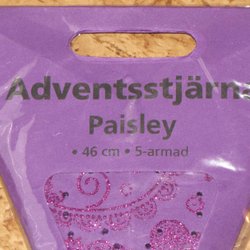 Adventsstjärn
Paisley
• 46 cm • 5-armad